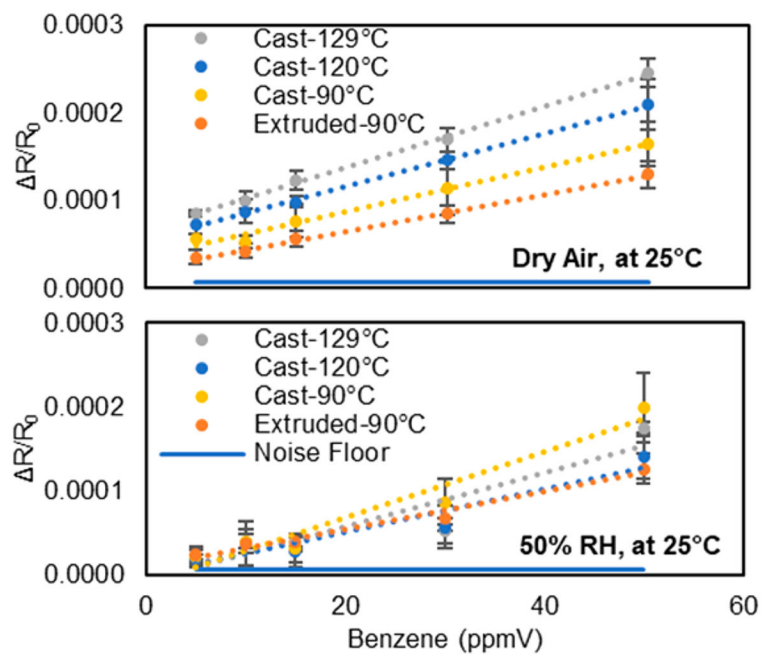 0.0003
Cast-129°C
Cast-120°C
0.0002
Cast-90°C
Extruded-90°C
ΔR/R0
0.0001
Dry Air, at 25°C
0.0000
0.0003
Cast-129°C
Cast-120°C
0.0002
Cast-90°C
Extruded-90°C
ΔR/R0
Noise Floor
0.0001
50% RH, at 25°C
0.0000
0 20 40 60
Benzene (ppmV)